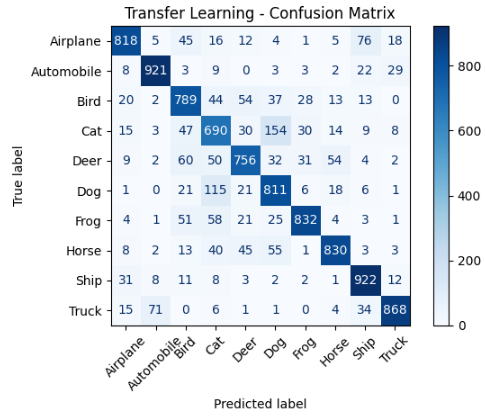 Transfer Learning - Confusion Matrix
Airplane 818 5 45 16 12 4 1 5 76 18
Automobile 8 921 3 9 0 3 3 2 22 29
Bird 20 2 789 44 54 37 28 13 13 0
Cat 15 3 47 690 30 154 30 14 9 8
Deer 9 2 60 50 756 32 31 54 4 2
Dog 1 0 21 115 21 811 6 18 6 1
Frog 4 1 51 58 21 25 832 4 3 1
Horse 8 2 13 40 45 55 1 830 3 3
Ship 31 8 11 8 3 2 2 1 922 12
Truck 15 71 0 6 1 1 0 4 34 868
Airplane Automobile Bird Cat Deer Dog Frog Horse Ship Truck
Predicted label
True label
800
600
400
200
0